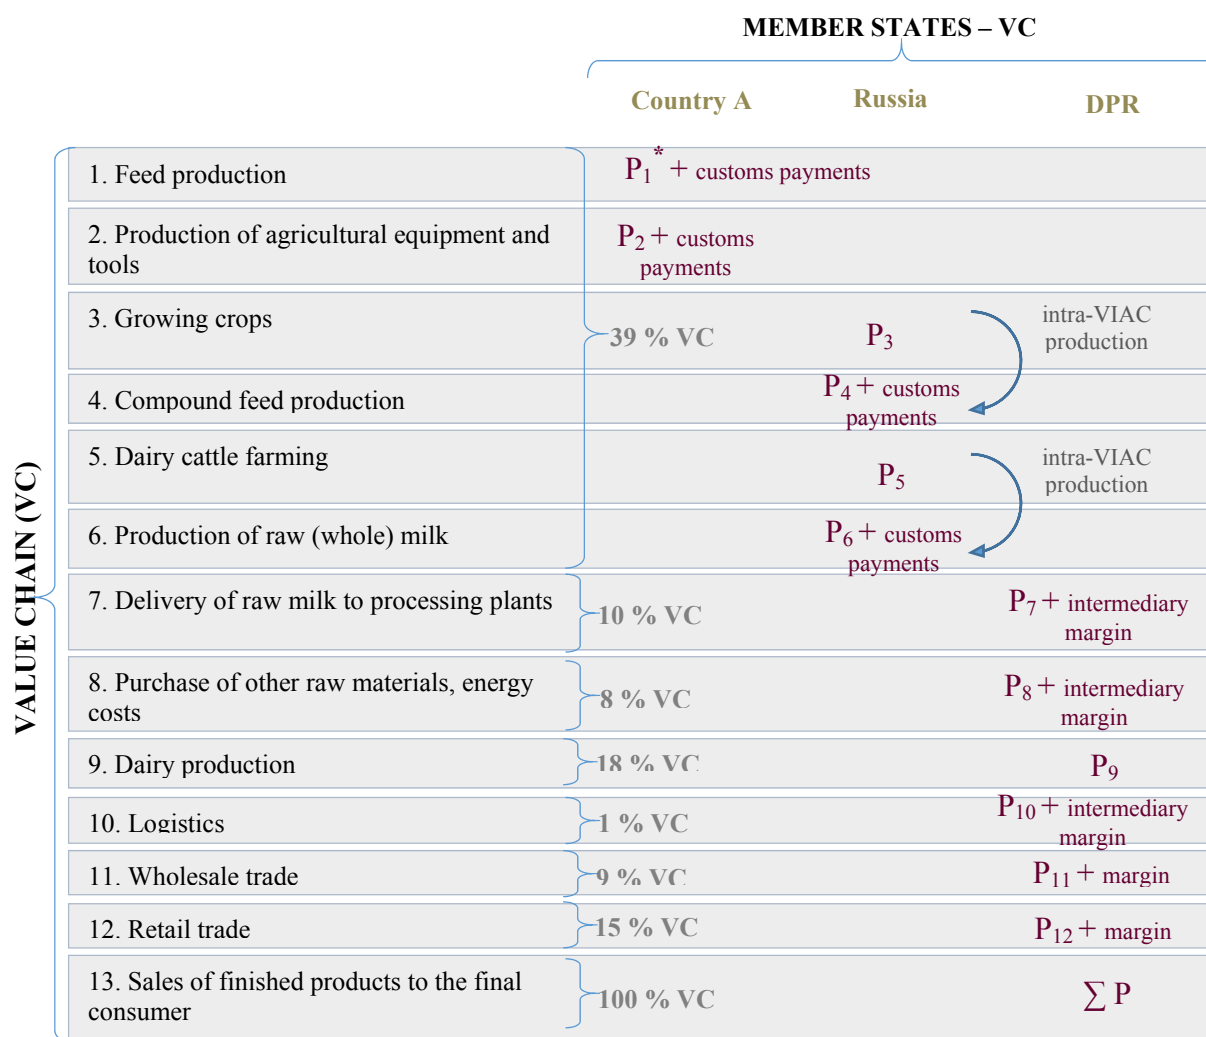 MEMBER STATES – VC
Country A
Russia
DPR
VALUE CHAIN (VC)
1. Feed production
P1* + customs payments
2. Production of agricultural equipment and
tools
P2 + customs
payments
3. Growing crops
39 % VC
P3
intra-VIAC
production
4. Compound feed production
P4 + customs
payments
5. Dairy cattle farming
P5
intra-VIAC
production
6. Production of raw (whole) milk
P6 + customs
payments
7. Delivery of raw milk to processing plants
10 % VC
P7 + intermediary
margin
8. Purchase of other raw materials, energy
costs
8 % VC
P8 + intermediary
margin
9. Dairy production
18 % VC
P9
10. Logistics
1 % VC
P10 + intermediary
margin
11. Wholesale trade
9 % VC
P11 + margin
12. Retail trade
15 % VC
P12 + margin
13. Sales of finished products to the final
consumer
100 % VC
∑ P